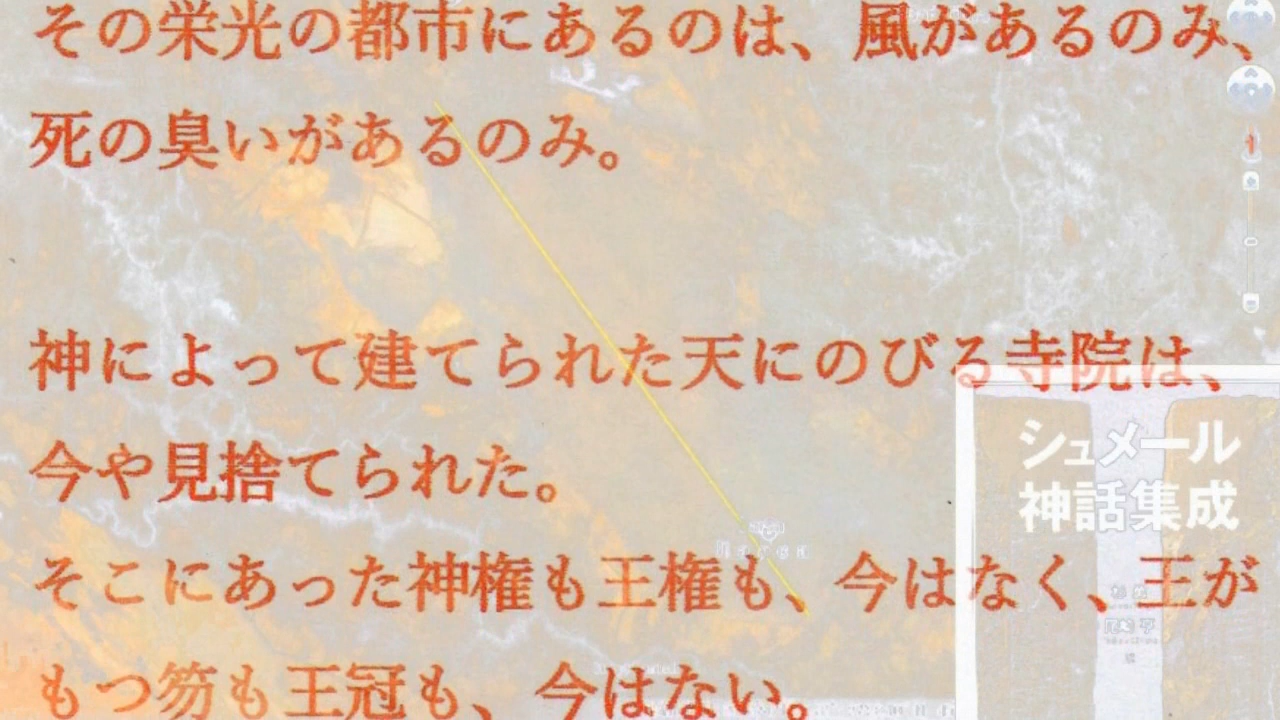 その栄光の都市にあるのは、風があるのみ、
死の臭いがあるのみ。
神によって建てられた天にのびる寺院は、
今や見捨てられた。
そこにあった神権も王権も、今はなく、王が
もつ笏も王冠も、今はない。
シュメール
神話集成
Larsa